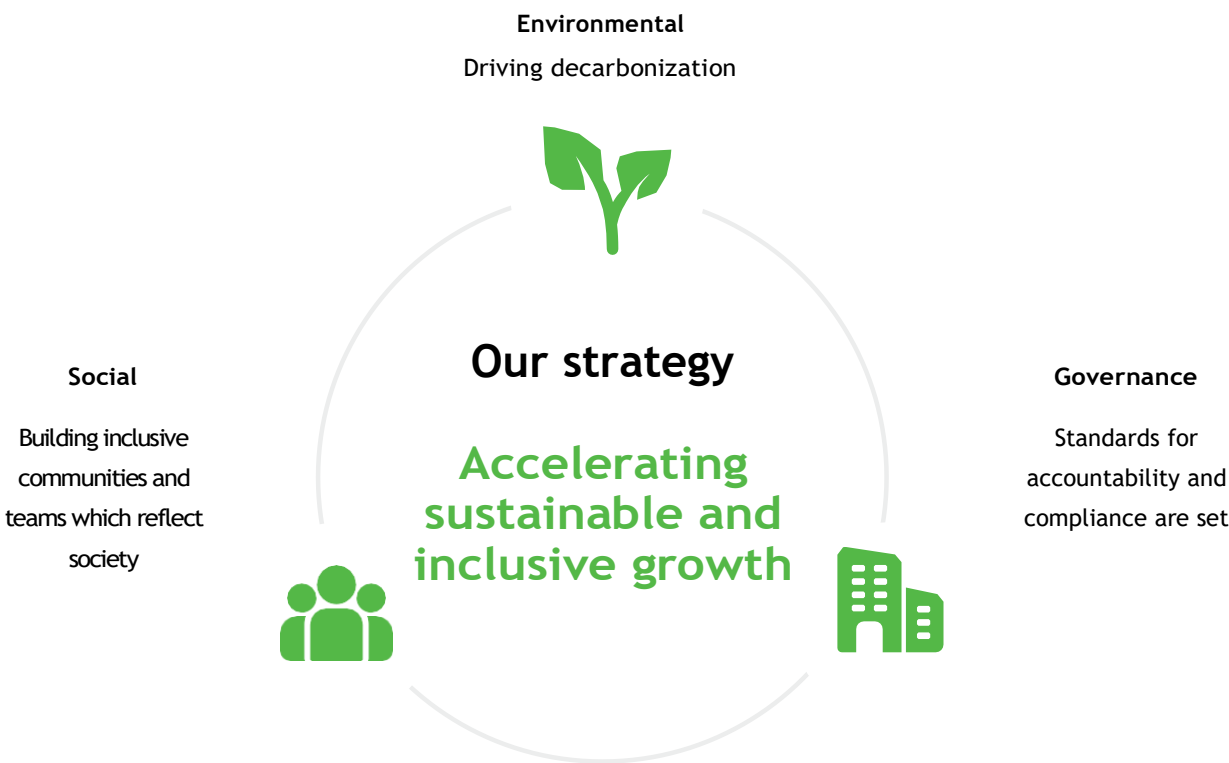 Environmental
Driving decarbonization
Our strategy
Accelerating
sustainable and
inclusive growth
Social
Building inclusive
communities and
teams which reflect
society
Governance
Standards for
accountability and
compliance are set